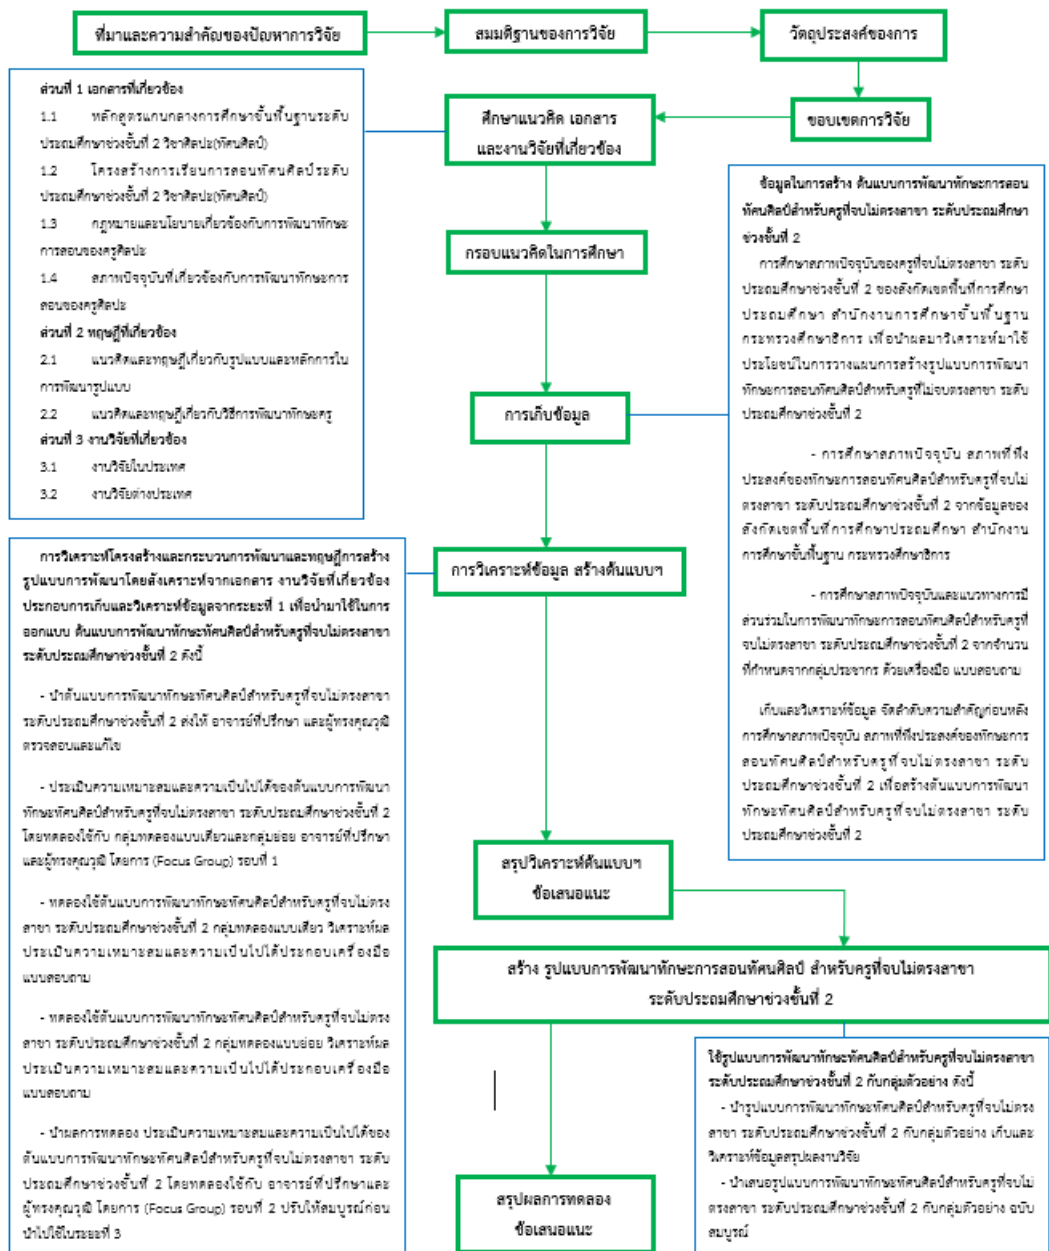 ที่มาและความสำคัญของปัญหาการวิจัย
สมมติฐานของการวิจัย
วัตถุประสงค์ของการ
ขอบเขตการวิจัย
ศึกษาแนวคิด เอกสาร
และงานวิจัยที่เกี่ยวข้อง
ส่วนที่ 1 เอกสารที่เกี่ยวข้อง
1.1 หลักสูตรแกนกลางการศึกษาขั้นพื้นฐานระดับ
ประถมศึกษาช่วงชั้นที่ 2 วิชาศิลปะ(ทัศนศิลป์)
1.2 โครงสร้างการเรียนการสอนทัศนศิลป์ระดับ
ประถมศึกษาช่วงชั้นที่ 2 วิชาศิลปะ(ทัศนศิลป์)
1.3 กฎหมายและนโยบายเกี่ยวข้องกับการพัฒนาทักษะ
การสอนของครูศิลปะ
1.4 สภาพปัจจุบันที่เกี่ยวข้องกับการพัฒนาทักษะการ
สอนของครูศิลปะ
ส่วนที่ 2 ทฤษฎีที่เกี่ยวข้อง
2.1 แนวคิดและทฤษฎีเกี่ยวกับรูปแบบและหลักการใน
การพัฒนารูปแบบ
2.2 แนวคิดและทฤษฎีเกี่ยวกับวิธีการพัฒนาทักษะครู
ส่วนที่ 3 งานวิจัยที่เกี่ยวข้อง
3.1 งานวิจัยในประเทศ
3.2 งานวิจัยต่างประเทศ
กรอบแนวคิดในการศึกษา
การเก็บข้อมูล
ข้อมูลในการสร้าง ต้นแบบการพัฒนาทักษะการสอน
ทัศนศิลป์สำหรับครูที่จบไม่ตรงสาขา ระดับประถมศึกษา
ช่วงชั้นที่ 2
การศึกษาสภาพปัจจุบันของครูที่จบไม่ตรงสาขา ระดับ
ประถมศึกษาช่วงชั้นที่ 2 ของสังกัดเขตพื้นที่การศึกษา
ประถมศึกษา สำนักงานการศึกษาขั้นพื้นฐาน
กระทรวงศึกษาธิการ เพื่อนำผลมาวิเคราะห์มาใช้
ประโยชน์ในการวางแผนการสร้างรูปแบบการพัฒนา
ทักษะการสอนทัศนศิลป์สำหรับครูที่ไม่จบตรงสาขา ระดับ
ประถมศึกษาช่วงชั้นที่ 2
- การศึกษาสภาพปัจจุบัน สภาพที่พึง
ประสงค์ของทักษะการสอนทัศนศิลป์สำหรับครูที่จบไม่
ตรงสาขา ระดับประถมศึกษาช่วงชั้นที่ 2 จากข้อมูลของ
สังกัดเขตพื้นที่การศึกษาประถมศึกษา สำนักงาน
การศึกษาขั้นพื้นฐาน กระทรวงศึกษาธิการ
- การศึกษาสภาพปัจจุบันและแนวทางการมี
ส่วนร่วมในการพัฒนาทักษะการสอนทัศนศิลป์สำหรับครูที่
จบไม่ตรงสาขา ระดับประถมศึกษาช่วงชั้นที่ 2 จากจำนวน
ที่กำหนดจากกลุ่มประชากร ด้วยเครื่องมือ แบบสอบถาม
เก็บและวิเคราะห์ข้อมูล จัดลำดับความสำคัญก่อนหลัง
การศึกษาสภาพปัจจุบัน สภาพที่พึงประสงค์ของทักษะการ
สอนทัศนศิลป์สำหรับครูที่จบไม่ตรงสาขา ระดับ
ประถมศึกษาช่วงชั้นที่ 2 เพื่อสร้างต้นแบบการพัฒนา
ทักษะทัศนศิลป์สำหรับครูที่จบไม่ตรงสาขา ระดับ
ประถมศึกษาช่วงชั้นที่ 2
การวิเคราะห์ข้อมูล สร้างต้นแบบฯ
การวิเคราะห์โครงสร้างและกระบวนการพัฒนาและทฤษฎีการสร้าง
รูปแบบการพัฒนาโดยสังเคราะห์จากเอกสาร งานวิจัยที่เกี่ยวข้อง
ประกอบการเก็บและวิเคราะห์ข้อมูลจากระยะที่ 1 เพื่อนำมาใช้ในการ
ออกแบบ ต้นแบบการพัฒนาทักษะทัศนศิลป์สำหรับครูที่จบไม่ตรงสาขา
ระดับประถมศึกษาช่วงชั้นที่ 2 ดังนี้
- นำต้นแบบการพัฒนาทักษะทัศนศิลป์สำหรับครูที่จบไม่ตรงสาขา
ระดับประถมศึกษาช่วงชั้นที่ 2 ส่งให้ อาจารย์ที่ปรึกษา และผู้ทรงคุณวุฒิ
ตรวจสอบและแก้ไข
- ประเมินความเหมาะสมและความเป็นไปได้ของต้นแบบการพัฒนา
ทักษะทัศนศิลป์สำหรับครูที่จบไม่ตรงสาขา ระดับประถมศึกษาช่วงชั้นที่ 2
โดยทดลองใช้กับ กลุ่มทดลองแบบเดี่ยวและกลุ่มย่อย อาจารย์ที่ปรึกษา
และผู้ทรงคุณวุฒิ โดยการ (Focus Group) รอบที่ 1
- ทดลองใช้ต้นแบบการพัฒนาทักษะทัศนศิลป์สำหรับครูที่จบไม่ตรง
สาขา ระดับประถมศึกษาช่วงชั้นที่ 2 กลุ่มทดลองแบบเดี่ยว วิเคราะห์ผล
ประเมินความเหมาะสมและความเป็นไปได้ประกอบเครื่องมือ
แบบสอบถาม
- ทดลองใช้ต้นแบบการพัฒนาทักษะทัศนศิลป์สำหรับครูที่จบไม่ตรง
สาขา ระดับประถมศึกษาช่วงชั้นที่ 2 กลุ่มทดลองแบบย่อย วิเคราะห์ผล
ประเมินความเหมาะสมและความเป็นไปได้ประกอบเครื่องมือ
แบบสอบถาม
- นำผลการทดลอง ประเมินความเหมาะสมและความเป็นไปได้ของ
ต้นแบบการพัฒนาทักษะทัศนศิลป์สำหรับครูที่จบไม่ตรงสาขา ระดับ
ประถมศึกษาช่วงชั้นที่ 2 โดยทดลองใช้กับ อาจารย์ที่ปรึกษาและ
ผู้ทรงคุณวุฒิ โดยการ (Focus Group) รอบที่ 2 ปรับให้สมบูรณ์ก่อน
นำไปใช้ในระยะที่ 3
สรุปวิเคราะห์ต้นแบบฯ
ข้อเสนอแนะ
สร้าง รูปแบบการพัฒนาทักษะการสอนทัศนศิลป์ สำหรับครูที่จบไม่ตรงสาขา
ระดับประถมศึกษาช่วงชั้นที่ 2
ใช้รูปแบบการพัฒนาทักษะทัศนศิลป์สำหรับครูที่จบไม่ตรงสาขา
ระดับประถมศึกษาช่วงชั้นที่ 2 กับกลุ่มตัวอย่าง ดังนี้
- นำรูปแบบการพัฒนาทักษะทัศนศิลป์สำหรับครูที่จบไม่ตรง
สาขา ระดับประถมศึกษาช่วงชั้นที่ 2 กับกลุ่มตัวอย่าง เก็บและ
วิเคราะห์ข้อมูลสรุปผลงานวิจัย
- นำเสนอรูปแบบการพัฒนาทักษะทัศนศิลป์สำหรับครูที่จบไม่
ตรงสาขา ระดับประถมศึกษาช่วงชั้นที่ 2 กับกลุ่มตัวอย่าง ฉบับ
สมบูรณ์
สรุปผลการทดลอง
ข้อเสนอแนะ